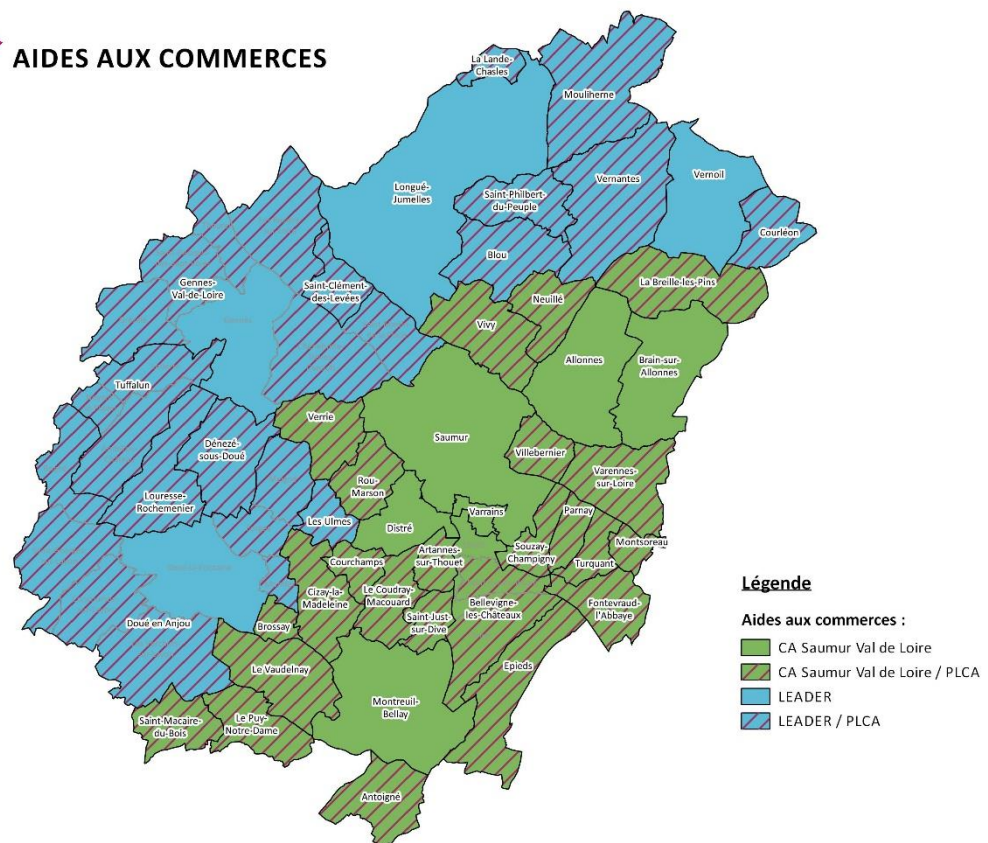 AIDES AUX COMMERCES
La Lande-
Chasles
Mouliherne
Longué-
Jumelles
Saint-Philbert-
du-Peuple
Vernantes
Vernoil
Courléon
Blou
Gennes-
Val-de-Loire
Saint-Clément-
des-Levées
La Breille-les-Pins
Neuillé
Vivy
Allonnes
Brain-sur-
Allonnes
Tuffalun
Verrie
Dénezé-
sous-Doué
Saumur
Villebernier
Varennes-
sur-Loire
Rou-
Marson
Louresse-
Rochemenier
Les Ulmes
Distré
Varrains
Parnay
Souzay-
Champigny
Montsoreau
Turquant
Artannes-
sur-Thouet
Courchamps
Cizay-la-
Madeleine
Le Coudray-
Macouard
Saint-Just-
sur-Dive
Bellevigne-
les-Châteaux
Fontevraud-
l'Abbaye
Doué en Anjou
Brossay
Le Vaudelnay
Epieds
Montreuil-
Bellay
Saint-Macaire-
du-Bois
Le Puy-
Notre-Dame
Antoigné
Légende
Aides aux commerces :
CA Saumur Val de Loire
CA Saumur Val de Loire / PLCA
LEADER
LEADER / PLCA